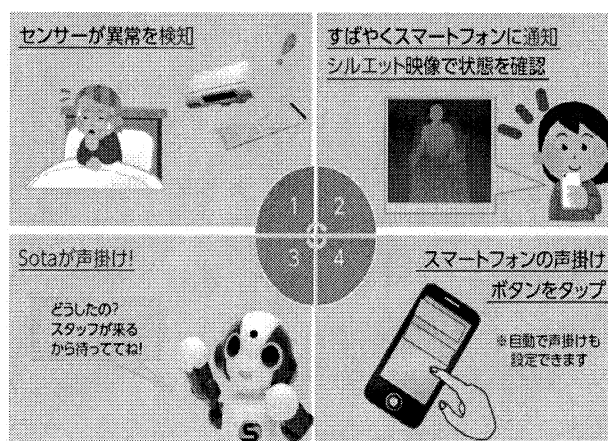 センサーが異常を検知
すばやくスマートフォンに通知
シルエット映像で状態を確認
1
2
3
4
S
Sotaが声掛け!
どうしたの?
スタッフが来る
から待っててね!
S
スマートフォンの声掛け
ボタンをタップ
※自動で声掛けも
設定できます